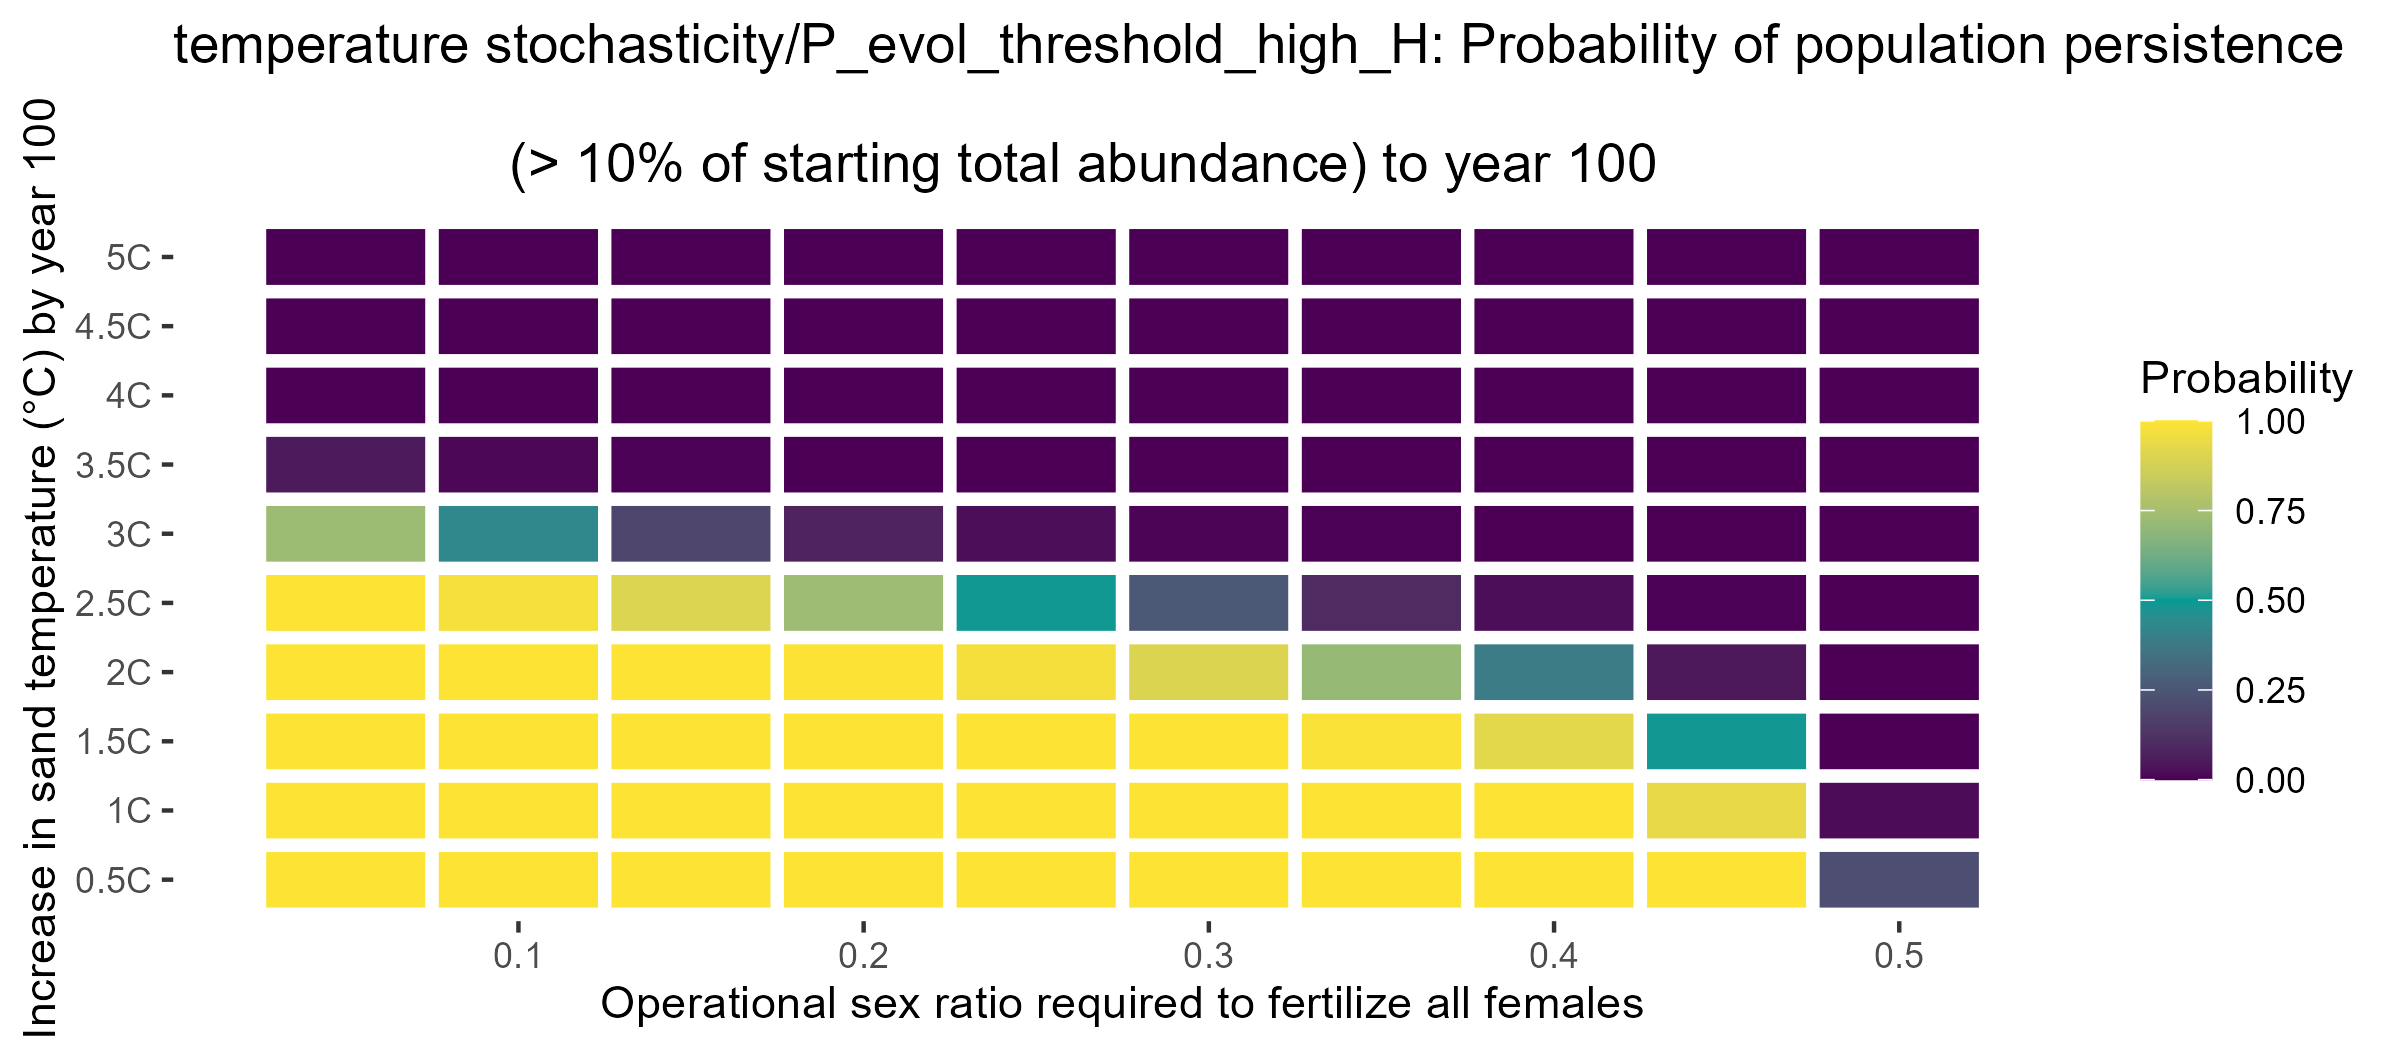 temperature stochasticity/P_evol_threshold_high_H: Probability of population persistence
(> 10% of starting total abundance) to year 100
Increase in sand temperature (°C) by year 100
5C
4.5C
4C
3.5C
3C
2.5C
2C
1.5C
1C
0.5C
0.1
0.2
0.3
0.4
0.5
Operational sex ratio required to fertilize all females
Probability
1.00
0.75
0.50
0.25
0.00